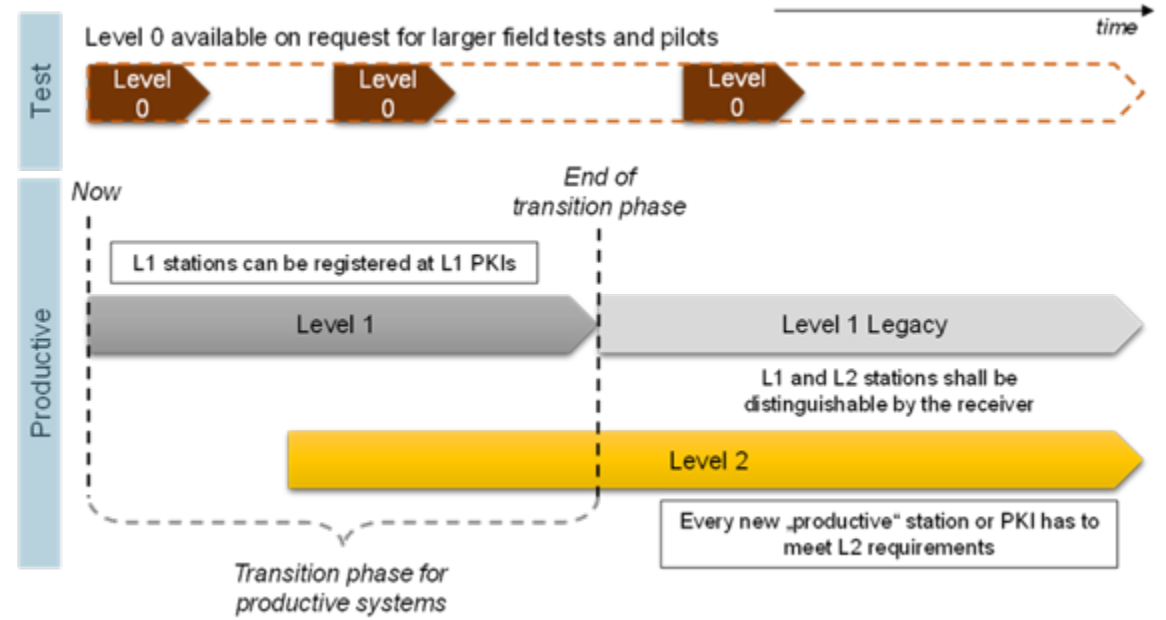 time
Test
Level 0 available on request for larger field tests and pilots
Level
0
Level
0
Level
0
Productive
Now
End of
transition phase
L1 stations can be registered at L1 PKIs
Level 1
Level 1 Legacy
L1 and L2 stations shall be
distinguishable by the receiver
Level 2
Every new „productive“ station or PKI has to
meet L2 requirements
Transition phase for
productive systems